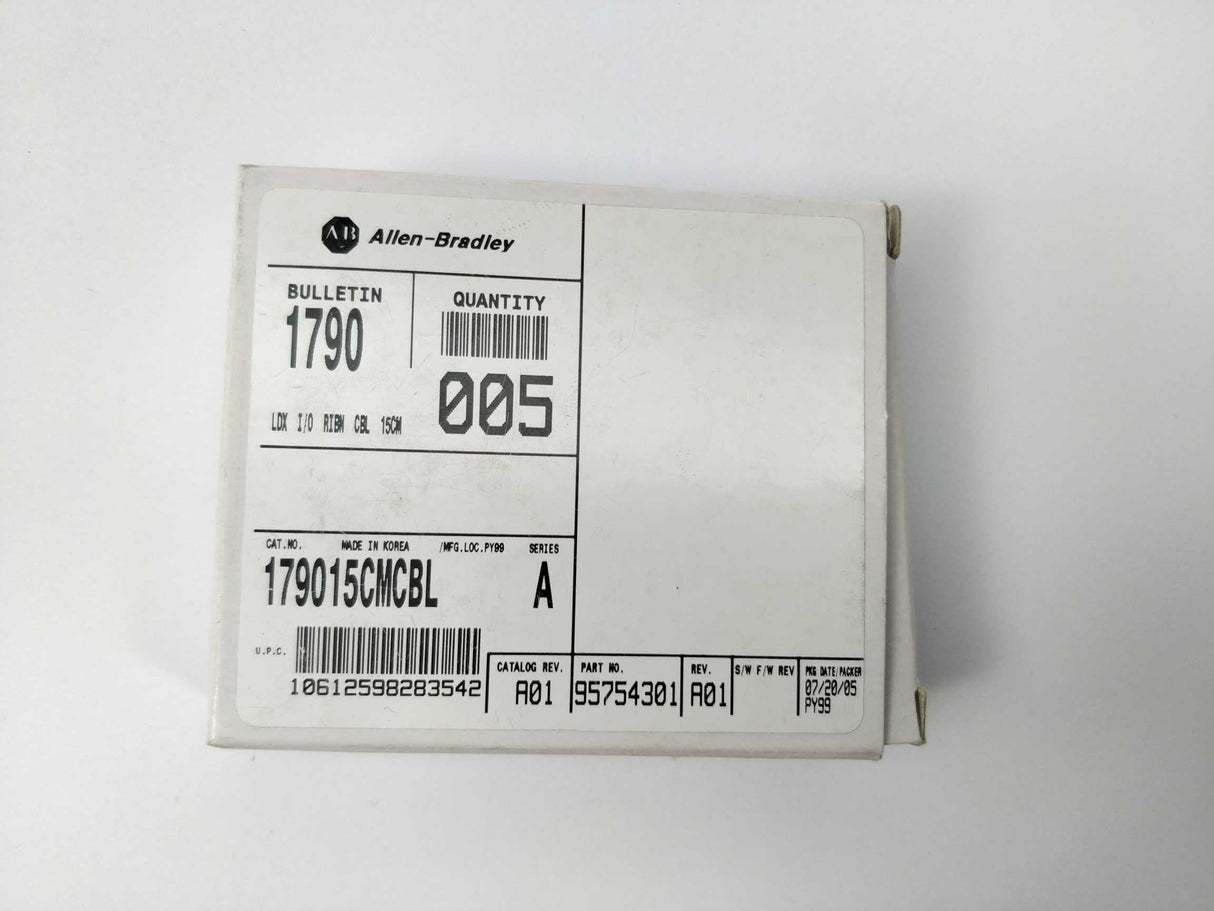 AB Allen-Bradley
BULLETIN
1790
QUANTITY
005
LDX I/O RIBN CBL 15CM
CAT.NO. MADE IN KOREA /MFG.LOC.PY99 SERIES
179015CMCBL A
U.P.C.
10612598283542
CATALOG REV.
A01
PART NO.
95754301
REV.
A01
S/W F/W REV
PKG DATE/PACKER
07/20/05
PY99